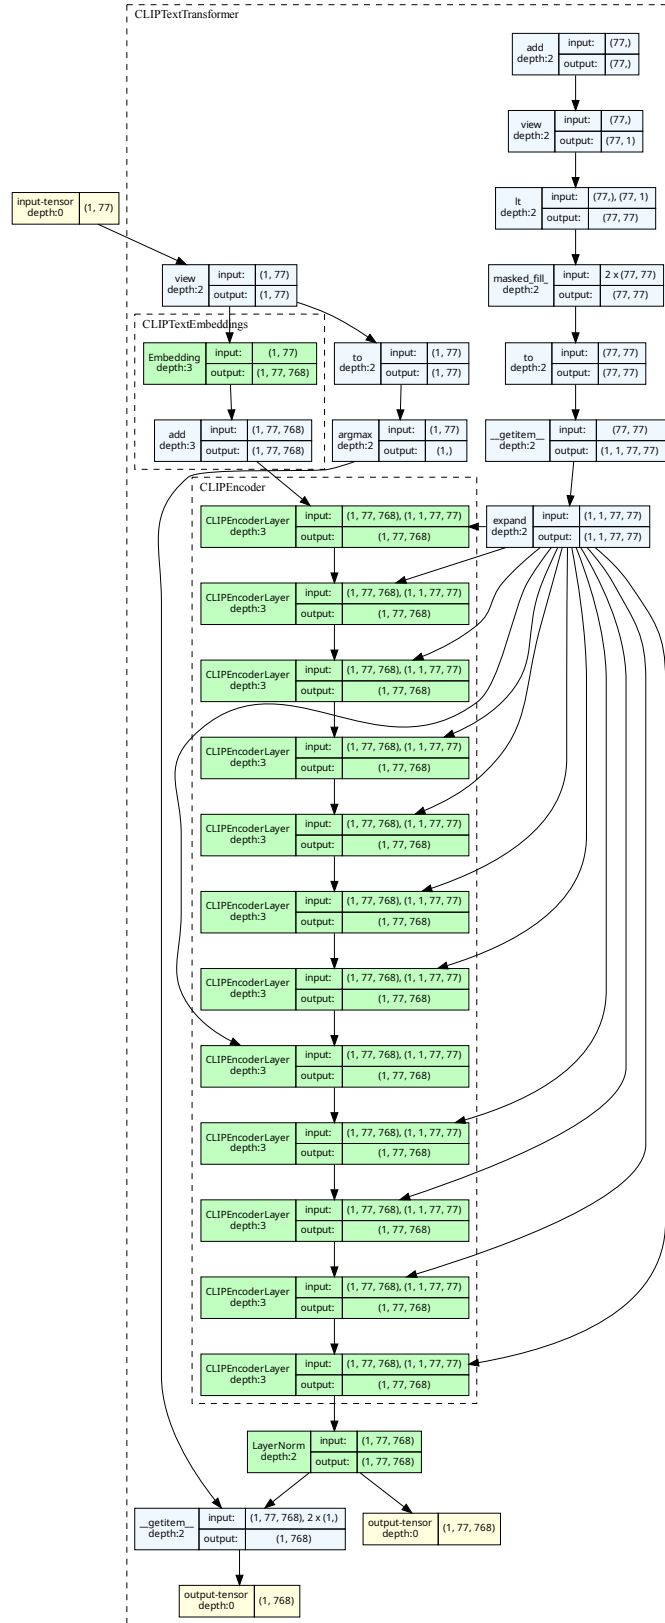 CLIPTextTransformer
add
depth:2
input: (77,)
output: (77,)
view
depth:2
input: (77,)
output: (77, 1)
input-tensor
depth:0
(1, 77)
lt
depth:2
input: (77,), (77, 1)
output: (77, 77)
view
depth:2
input: (1, 77)
output: (1, 77)
masked_fill_
depth:2
input: 2 x (77, 77)
output: (77, 77)
CLIPTextEmbeddings
Embedding
depth:3
input: (1, 77)
output: (1, 77, 768)
to
depth:2
input: (1, 77)
output: (1, 77)
to
depth:2
input: (77, 77)
output: (77, 77)
add
depth:3
input: (1, 77, 768)
output: (1, 77, 768)
argmax
depth:2
input: (1, 77)
output: (1,)
__getitem__
depth:2
input: (77, 77)
output: (1, 1, 77, 77)
CLIPEncoder
CLIPEncoderLayer
depth:3
input: (1, 77, 768), (1, 1, 77, 77)
output: (1, 77, 768)
expand
depth:2
input: (1, 1, 77, 77)
output: (1, 1, 77, 77)
CLIPEncoderLayer
depth:3
input: (1, 77, 768), (1, 1, 77, 77)
output: (1, 77, 768)
CLIPEncoderLayer
depth:3
input: (1, 77, 768), (1, 1, 77, 77)
output: (1, 77, 768)
CLIPEncoderLayer
depth:3
input: (1, 77, 768), (1, 1, 77, 77)
output: (1, 77, 768)
CLIPEncoderLayer
depth:3
input: (1, 77, 768), (1, 1, 77, 77)
output: (1, 77, 768)
CLIPEncoderLayer
depth:3
input: (1, 77, 768), (1, 1, 77, 77)
output: (1, 77, 768)
CLIPEncoderLayer
depth:3
input: (1, 77, 768), (1, 1, 77, 77)
output: (1, 77, 768)
CLIPEncoderLayer
depth:3
input: (1, 77, 768), (1, 1, 77, 77)
output: (1, 77, 768)
CLIPEncoderLayer
depth:3
input: (1, 77, 768), (1, 1, 77, 77)
output: (1, 77, 768)
CLIPEncoderLayer
depth:3
input: (1, 77, 768), (1, 1, 77, 77)
output: (1, 77, 768)
CLIPEncoderLayer
depth:3
input: (1, 77, 768), (1, 1, 77, 77)
output: (1, 77, 768)
CLIPEncoderLayer
depth:3
input: (1, 77, 768), (1, 1, 77, 77)
output: (1, 77, 768)
LayerNorm
depth:2
input: (1, 77, 768)
output: (1, 77, 768)
__getitem__
depth:2
input: (1, 77, 768), 2 x (1,)
output: (1, 768)
output-tensor
depth:0
(1, 77, 768)
output-tensor
depth:0
(1, 768)